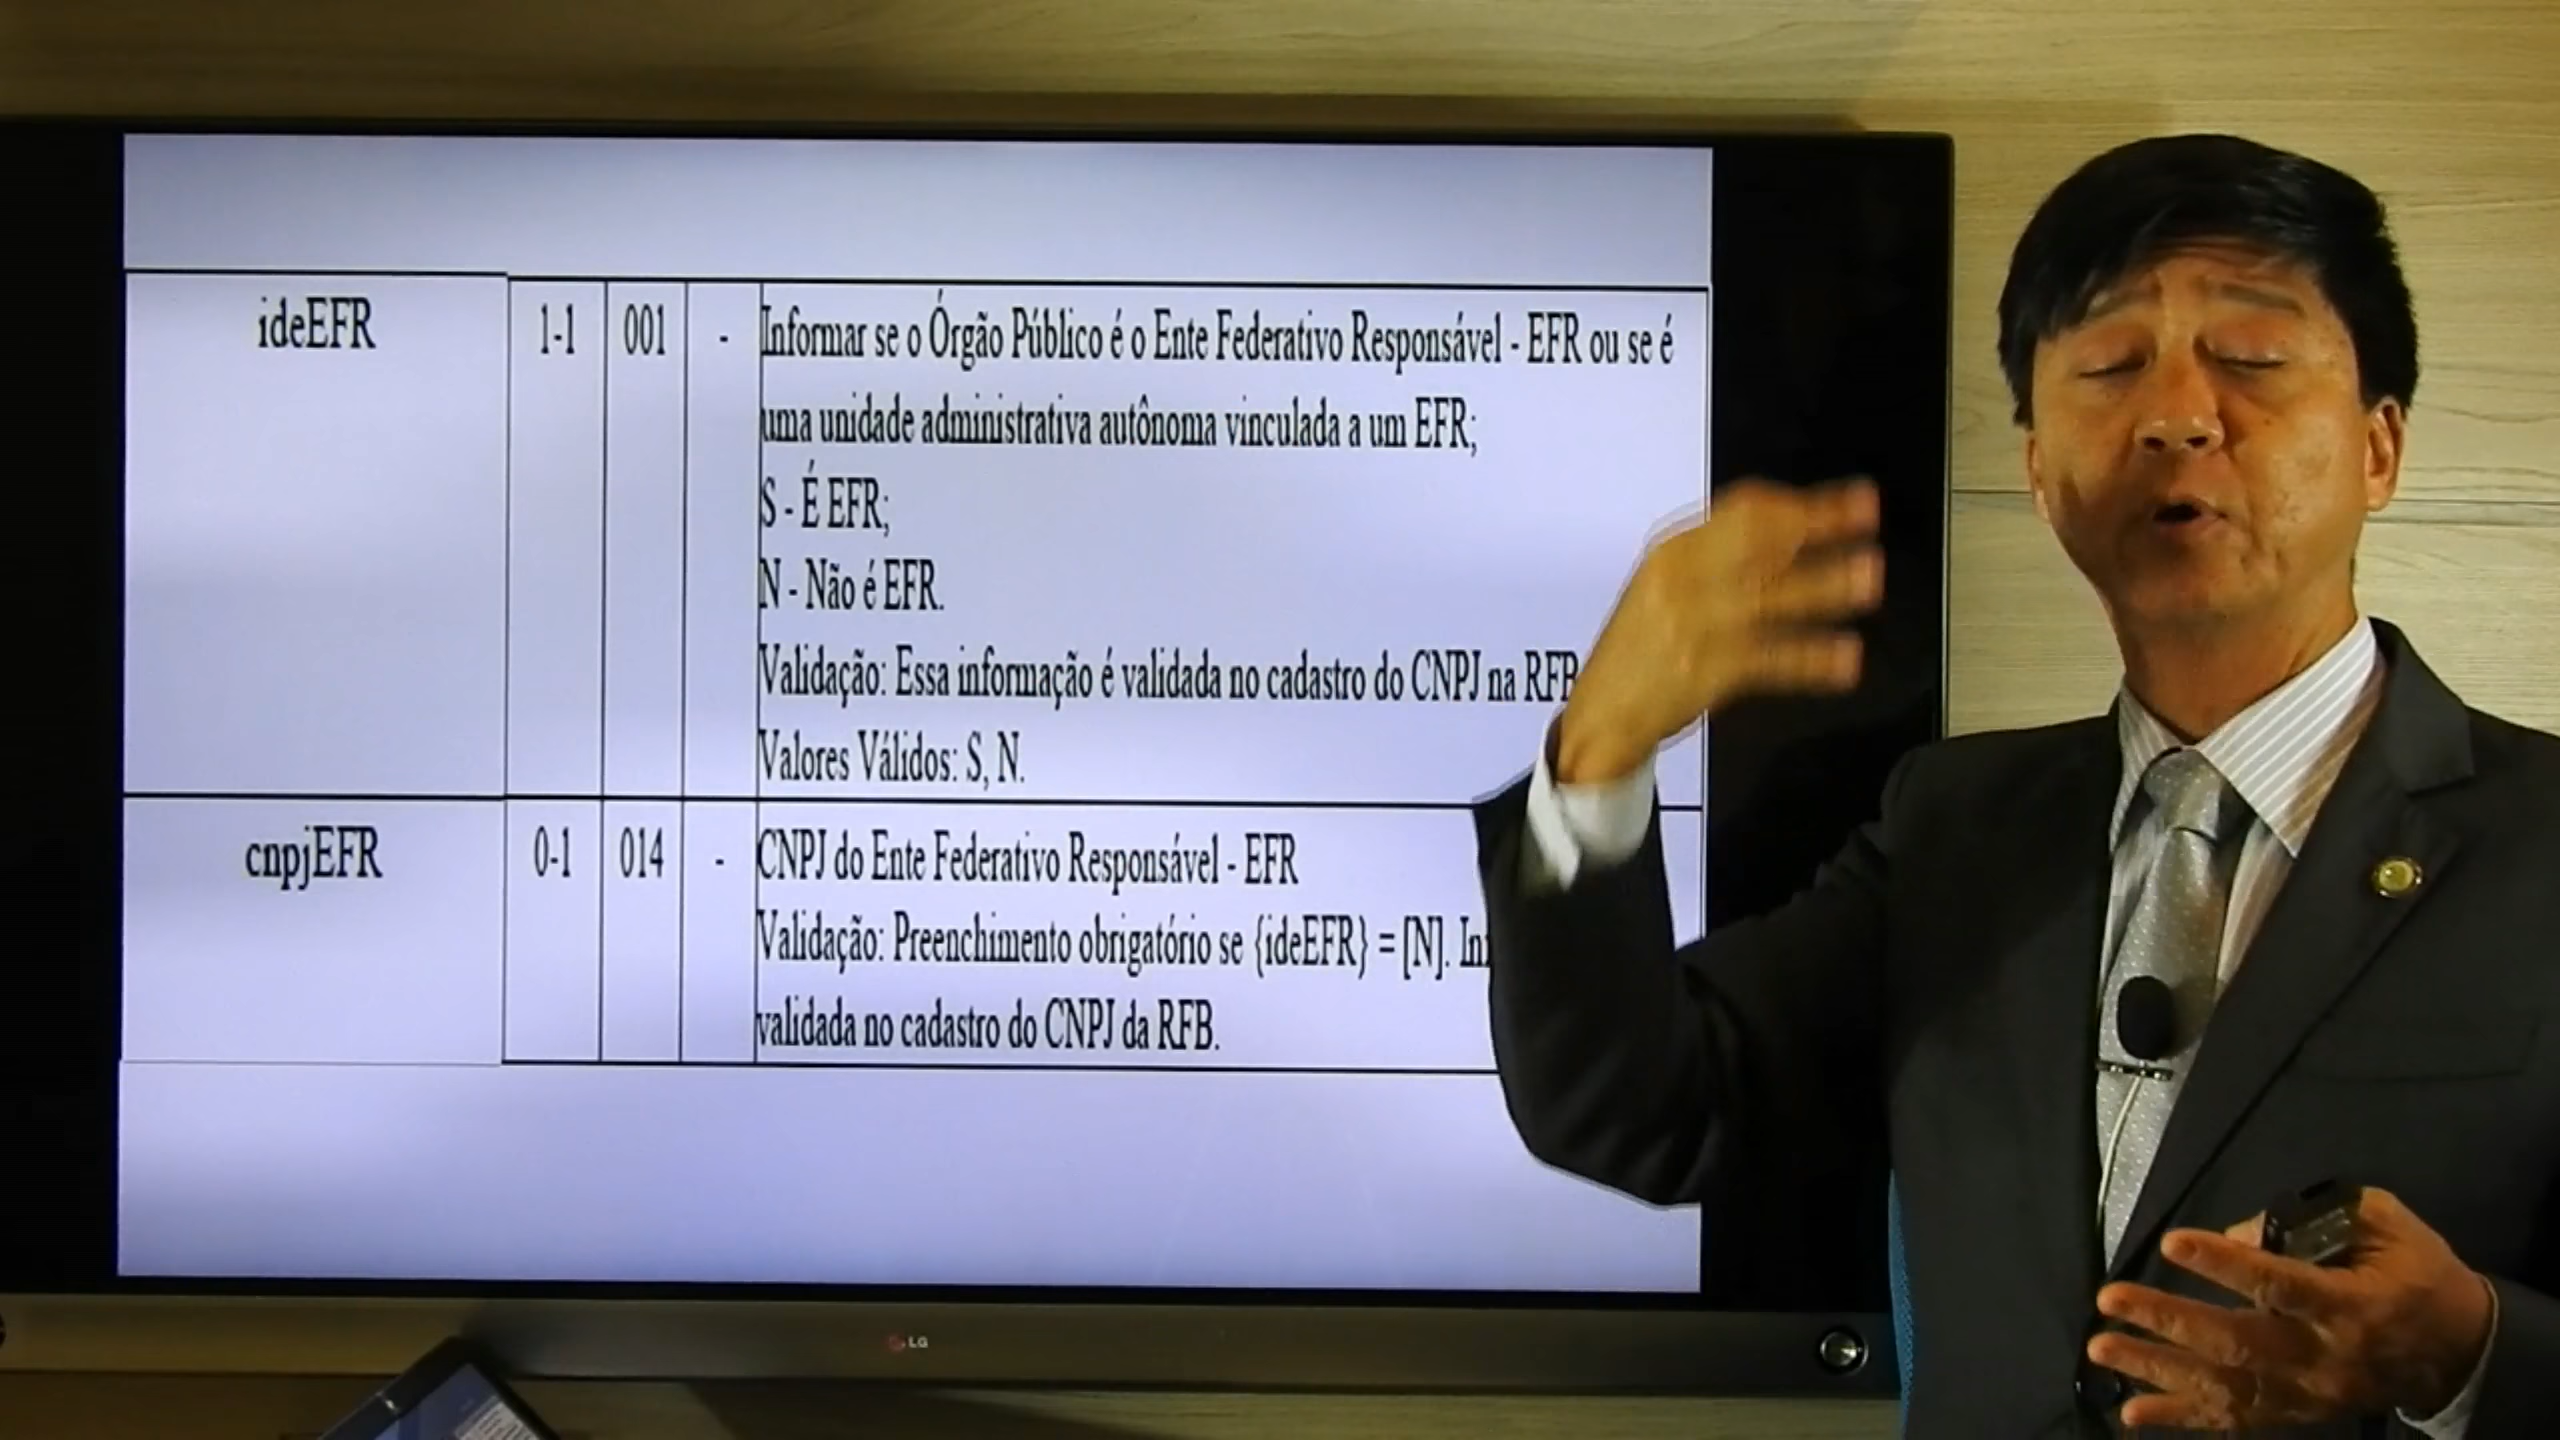 ideEFR 1-1 001 - Informar se o Órgão Público é o Ente Federativo Responsável - EFR ou se é
uma unidade administrativa autônoma vinculada a um EFR;
S - É EFR;
N - Não é EFR.
Validação: Essa informação é validada no cadastro do CNPJ na RFB
Valores Válidos: S, N.
cnpjEFR 0-1 014 - CNPJ do Ente Federativo Responsável - EFR
Validação: Preenchimento obrigatório se {ideEFR} = [N].
validada no cadastro do CNPJ da RFB.
LG